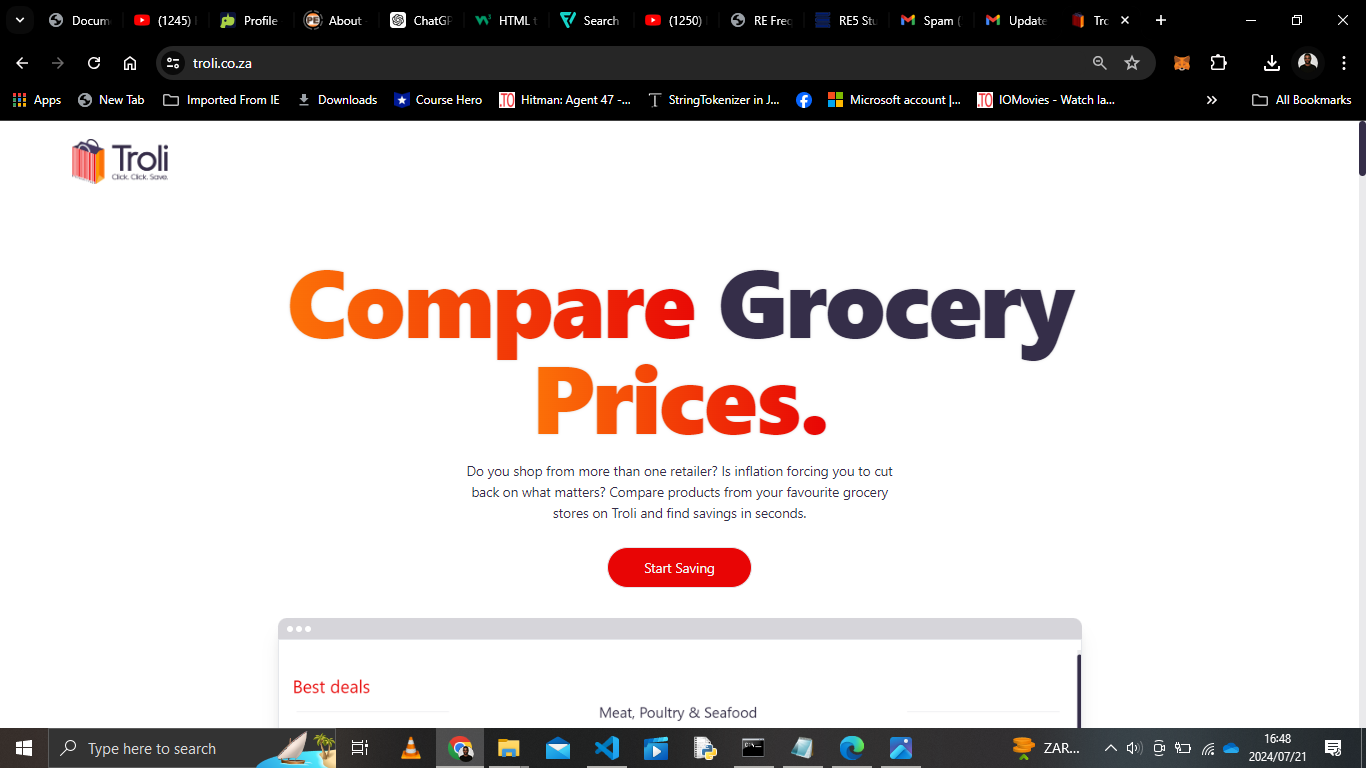 Docum
(1245)
Profile
About
ChatGP
HTML t
Search
(1250)
RE Freq
RE5 Stu
Spam (
Update
Tro
troli.co.za
Apps
New Tab
Imported From IE
Downloads
Course Hero
Hitman: Agent 47 -...
StringTokenizer in J...
Microsoft account |...
IOMovies - Watch la...
All Bookmarks
Troli
Click. Click. Save.
Compare Grocery
Prices.
Do you shop from more than one retailer? Is inflation forcing you to cut
back on what matters? Compare products from your favourite grocery
stores on Troli and find savings in seconds.
Start Saving
Best deals
Meat, Poultry & Seafood
Type here to search
ZAR...
16:48
2024/07/21